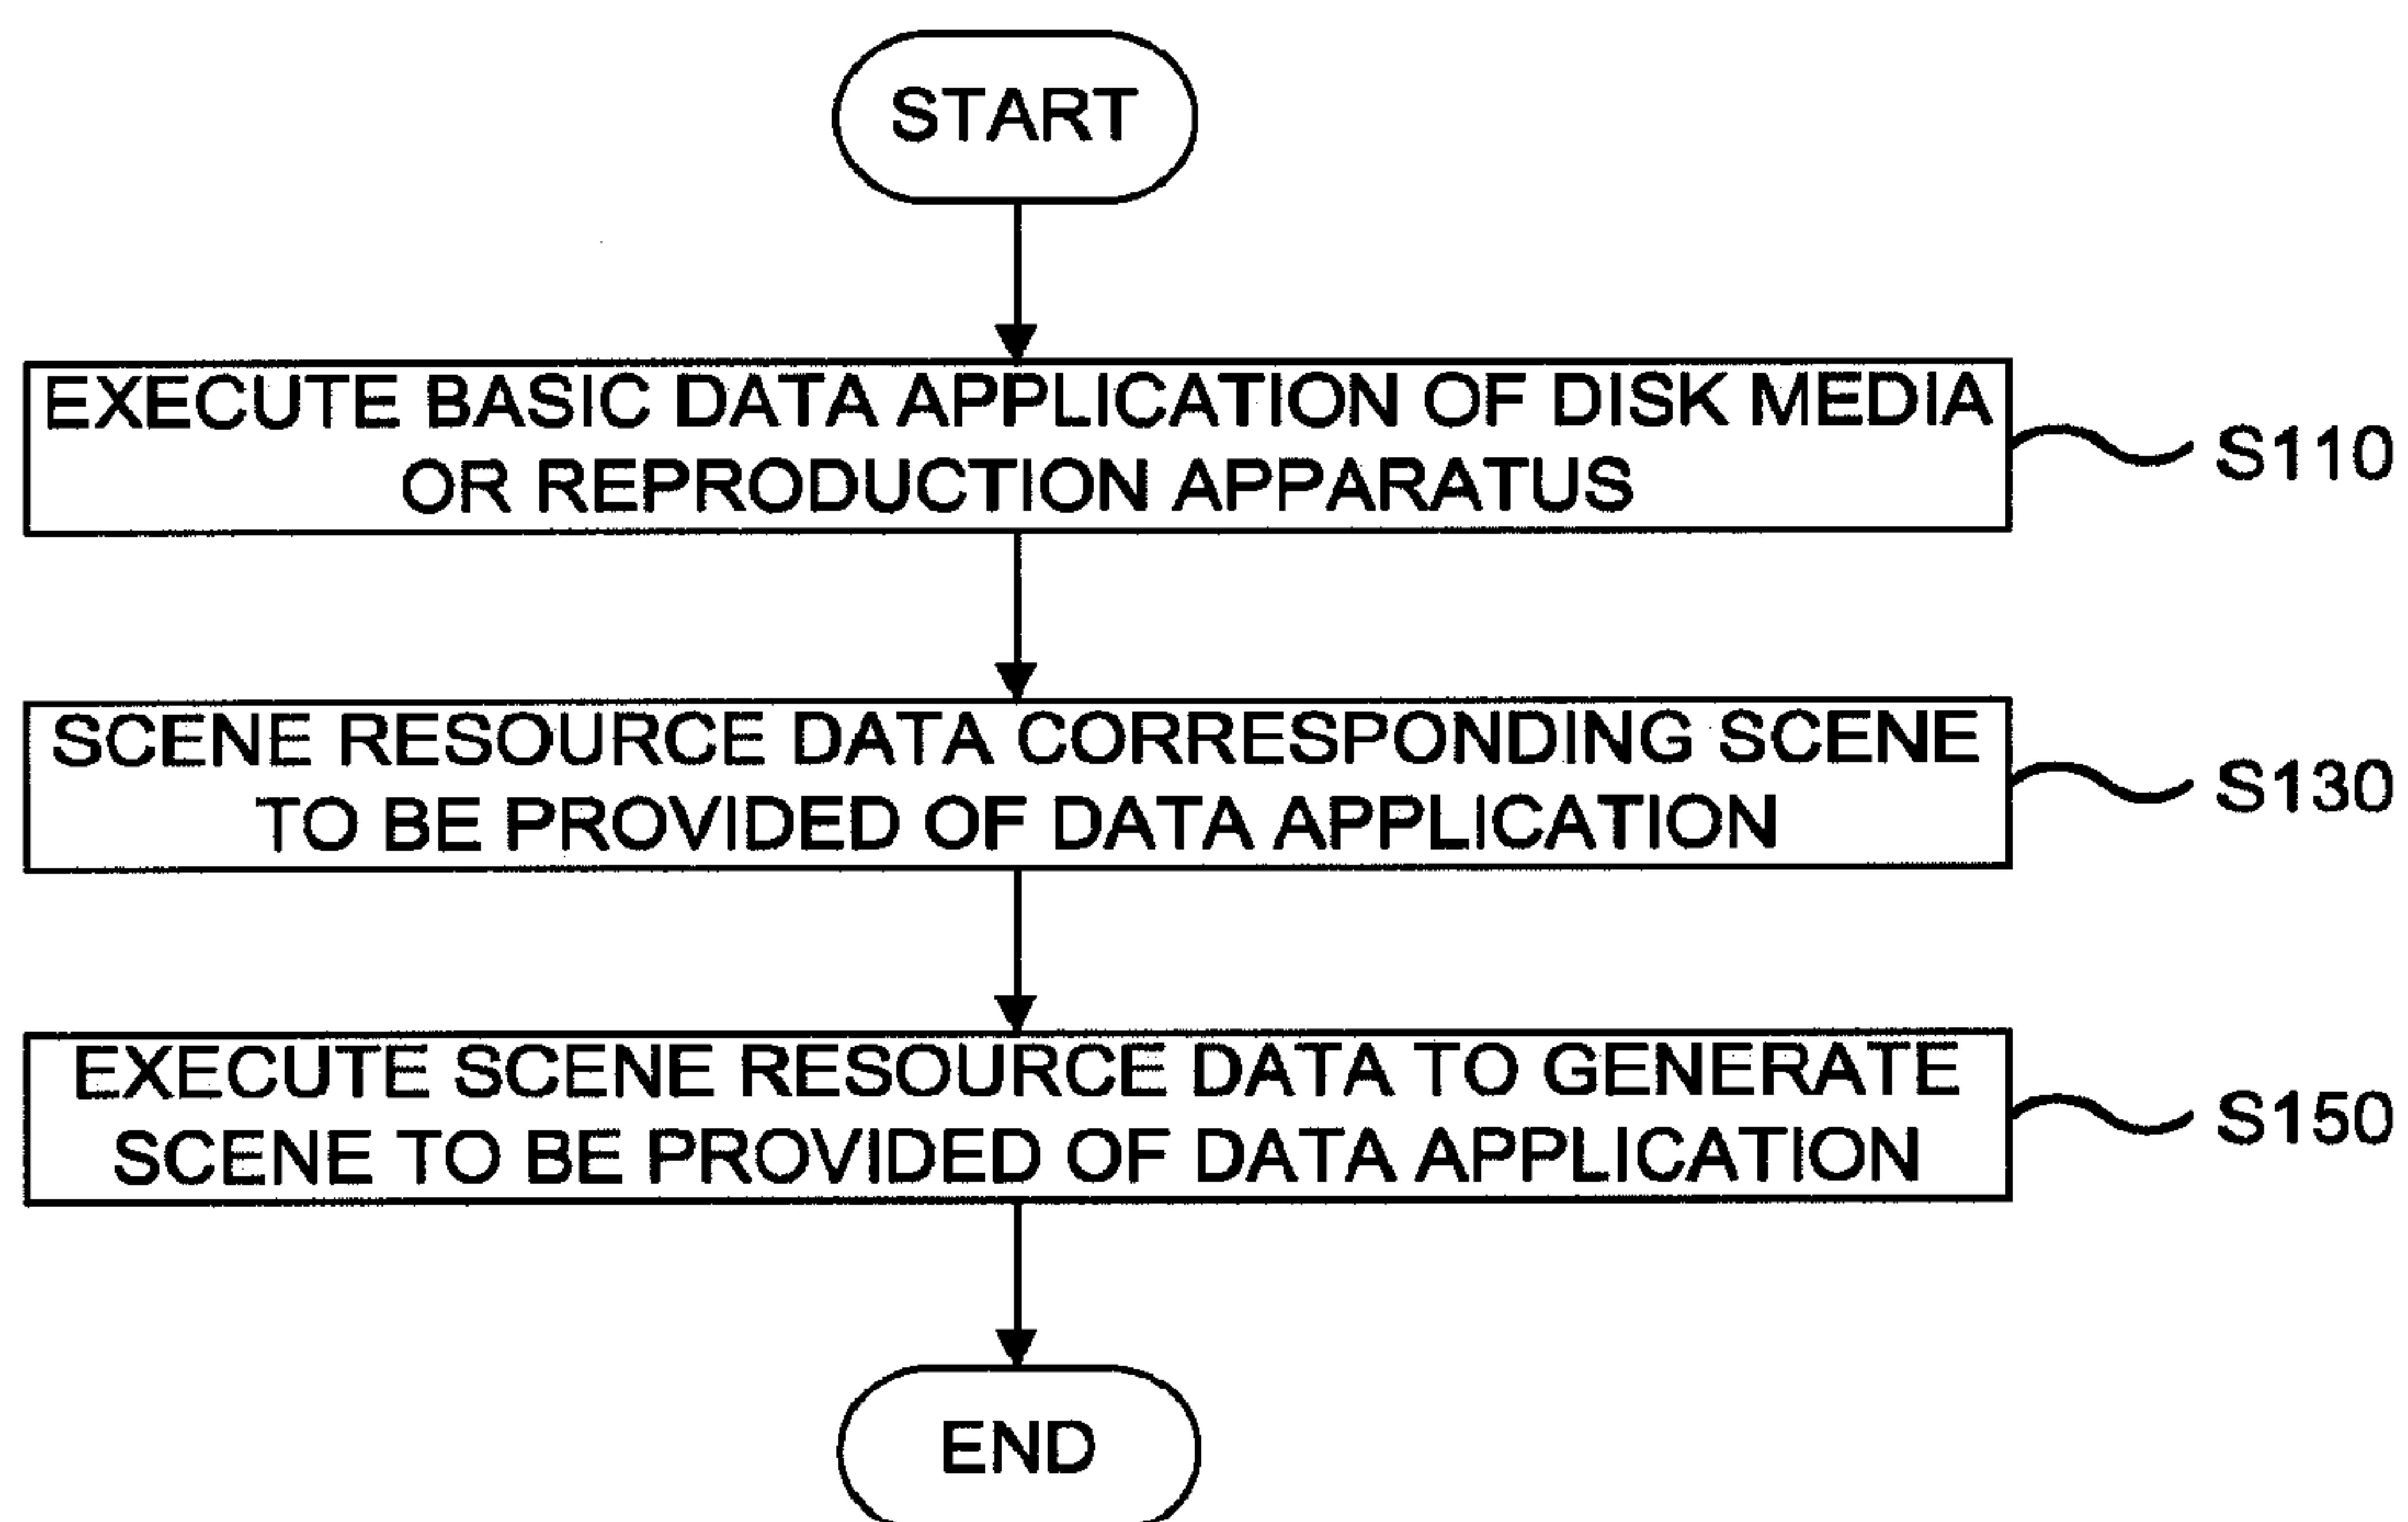 START
EXECUTE BASIC DATA APPLICATION OF DISK MEDIA
OR REPRODUCTION APPARATUS
S110
SCENE RESOURCE DATA CORRESPONDING SCENE
TO BE PROVIDED OF DATA APPLICATION
S130
EXECUTE SCENE RESOURCE DATA TO GENERATE
SCENE TO BE PROVIDED OF DATA APPLICATION
S150
END